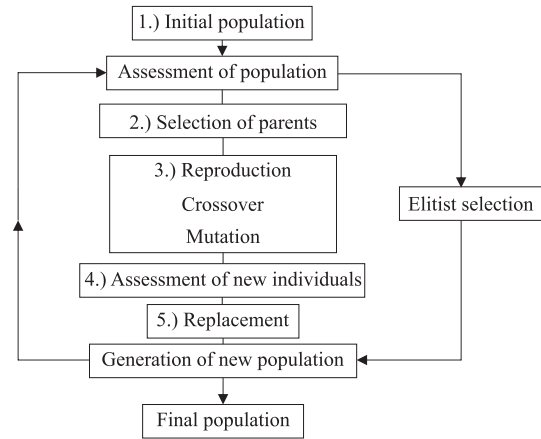 1.) Initial population
Assessment of population
2.) Selection of parents
3.) Reproduction
Crossover
Mutation
Elitist selection
4.) Assessment of new individuals
5.) Replacement
Generation of new population
Final population